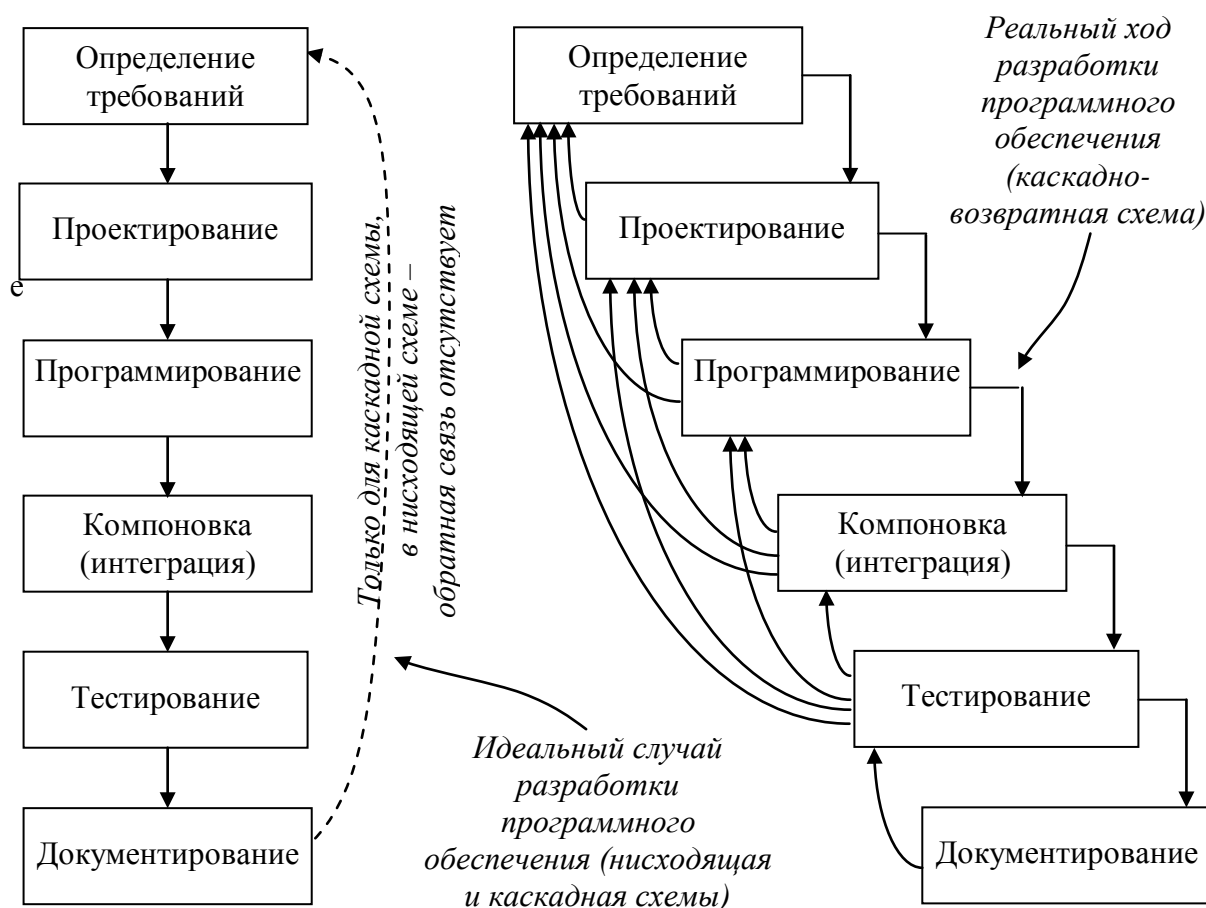 Определение
требований
Проектирование
е
Программирование
Компоновка
(интеграция)
Тестирование
Документирование
Только для каскадной схемы,
в нисходящей схеме –
обратная связь отсутствует
Идеальный случай
разработки
программного
обеспечения (нисходящая
и каскадная схемы)
Определение
требований
Проектирование
Программирование
Компоновка
(интеграция)
Тестирование
Документирование
Реальный ход
разработки
программного
обеспечения
(каскадно-
возвратная схема)